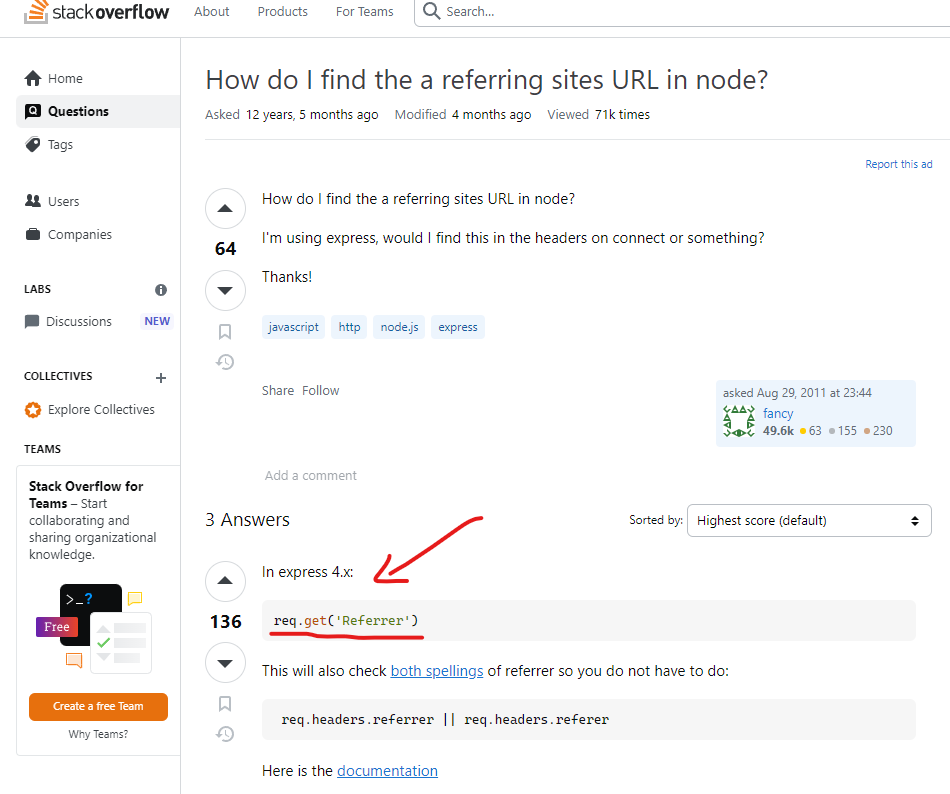 stackoverflow About Products For Teams Search...
Home
Questions
Tags
Users
Companies
LABS
Discussions NEW
COLLECTIVES
Explore Collectives
TEAMS
Stack Overflow for
Teams – Start
collaborating and
sharing organizational
knowledge.
>_?
Free
Create a free Team
Why Teams?
How do I find the a referring sites URL in node?
Asked 12 years, 5 months ago Modified 4 months ago Viewed 71k times
Report this ad
How do I find the a referring sites URL in node?
64
I'm using express, would I find this in the headers on connect or something?
Thanks!
javascript http node.js express
Share Follow
asked Aug 29, 2011 at 23:44
fancy
49.6k 63 155 230
Add a comment
3 Answers
Sorted by: Highest score (default)
In express 4.x:
136
req.get('Referrer')
This will also check both spellings of referrer so you do not have to do:
req.headers.referrer || req.headers.referer
Here is the documentation